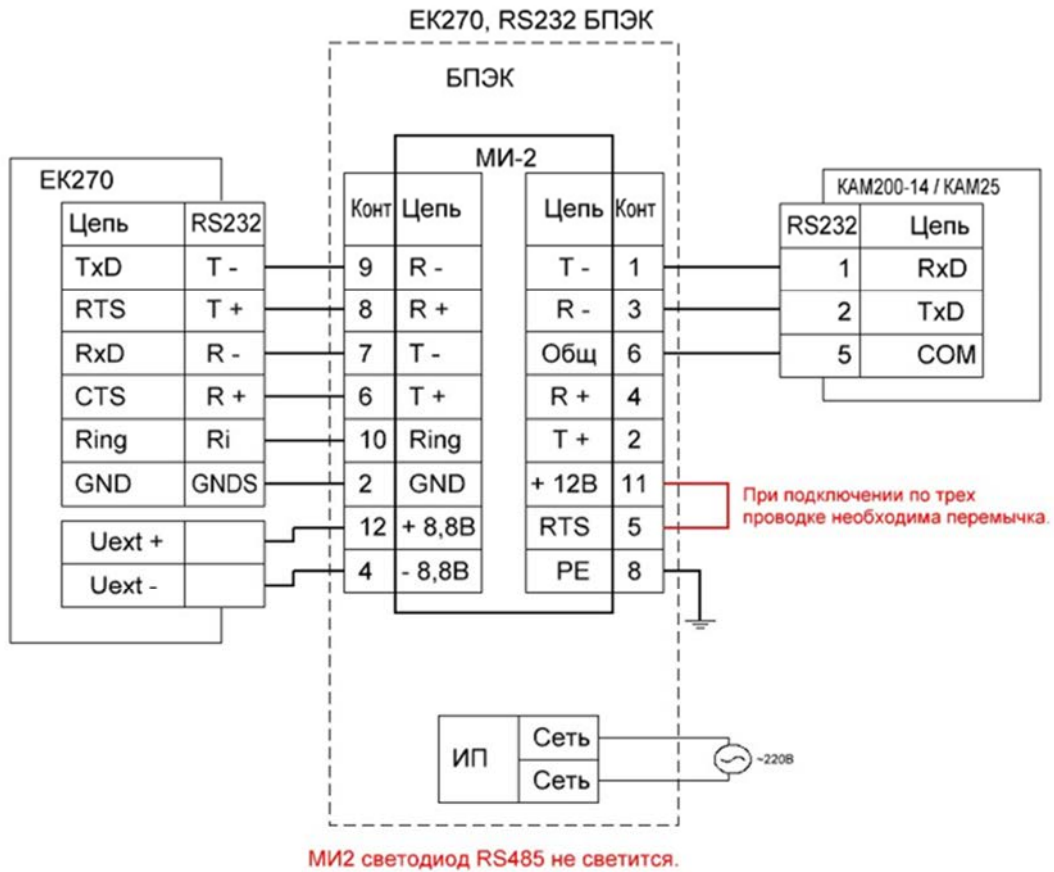 ЕК270, RS232 БПЭК
БПЭК
МИ-2
ЕК270
Цепь RS232
TxD T -
RTS T +
RxD R -
CTS R +
Ring Ri
GND GNDS
Uext +
Uext -
Конт Цепь
9 R -
8 R +
7 T -
6 T +
10 Ring
2 GND
12 + 8,8В
4 - 8,8В
Цепь Конт
T - 1
R - 3
Общ 6
R + 4
T + 2
+ 12В 11
RTS 5
PE 8
КАМ200-14 / КАМ25
RS232 Цепь
1 RxD
2 TxD
5 COM
При подключении по трех
проводке необходима перемычка.
ИП
Сеть
Сеть
~220В
МИ2 светодиод RS485 не светится.